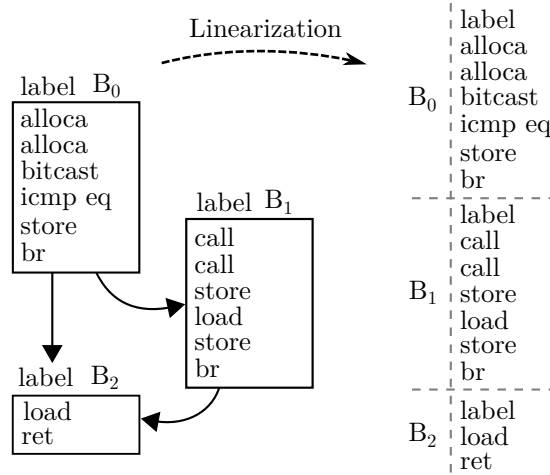 Linearization
label B0
alloca
alloca
bitcast
icmp eq
store
br
label B1
call
call
store
load
store
br
label B2
load
ret
B0
label
alloca
alloca
bitcast
icmp eq
store
br
B1
label
call
call
store
load
store
br
B2
label
load
ret